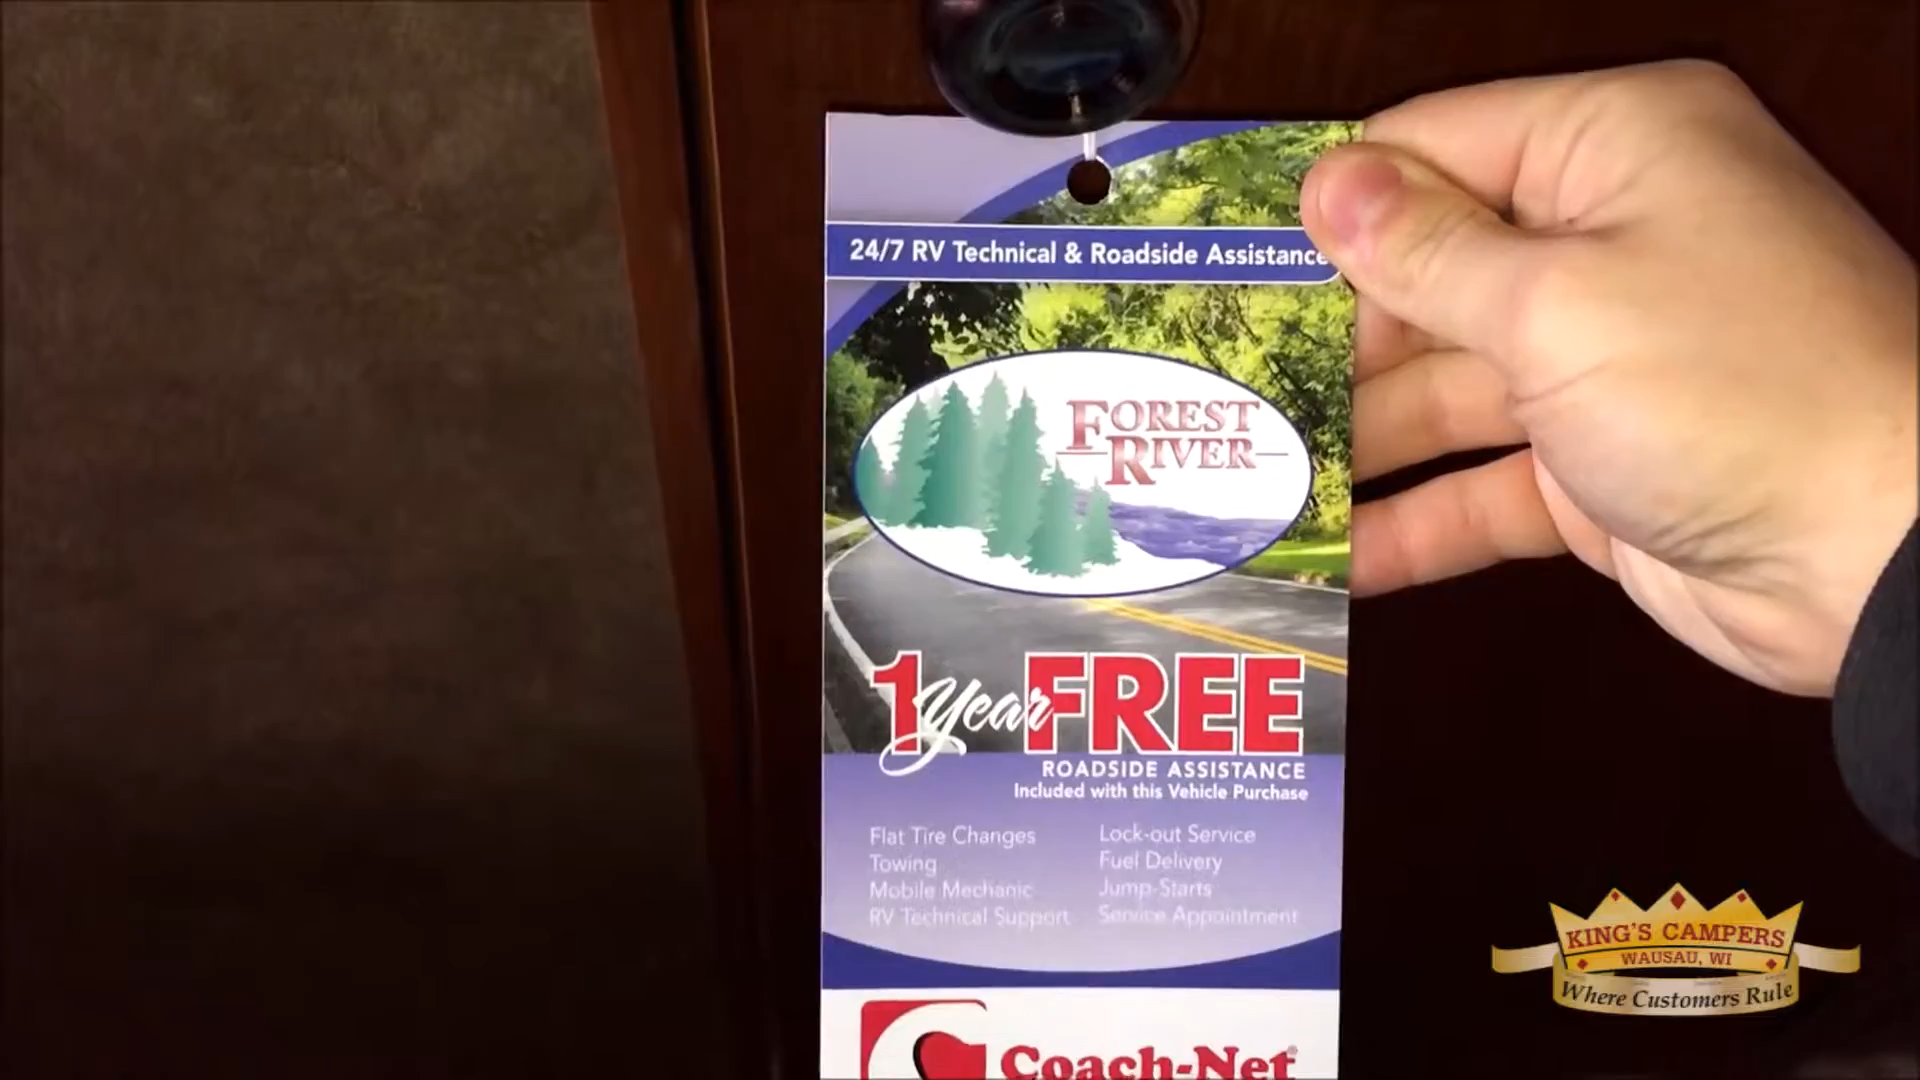 24/7 RV Technical & Roadside Assistance
FOREST
RIVER
1 Year FREE
ROADSIDE ASSISTANCE
Included with this Vehicle Purchase
Flat Tire Changes
Towing
Mobile Mechanic
RV Technical Support
Lock-out Service
Fuel Delivery
Jump-Starts
Service Appointment
Coach-Net®
KING'S CAMPERS
WAUSAU, WI
Where Customers Rule